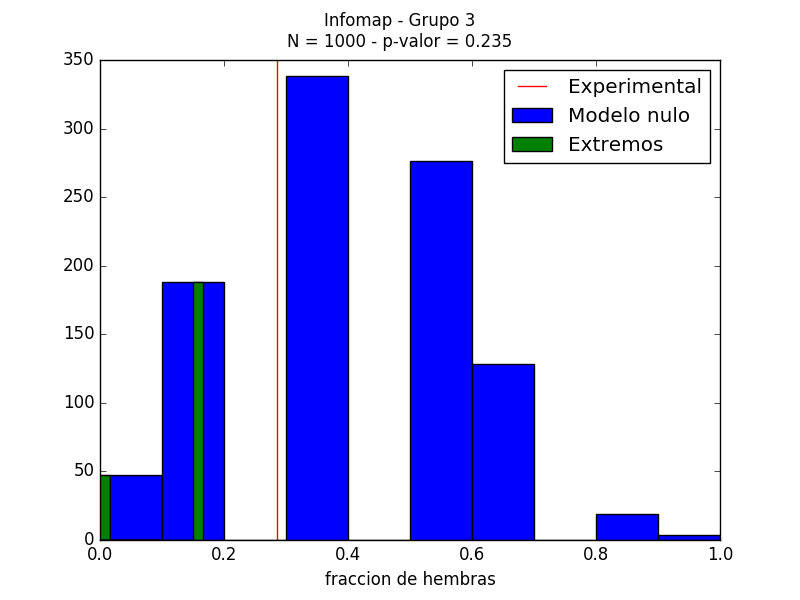 Infomap - Grupo 3
N = 1000 - p-valor = 0.235
350
300
250
200
150
100
50
0
Experimental
Modelo nulo
Extremos
0.0 0.2 0.4 0.6 0.8 1.0
fraccion de hembras